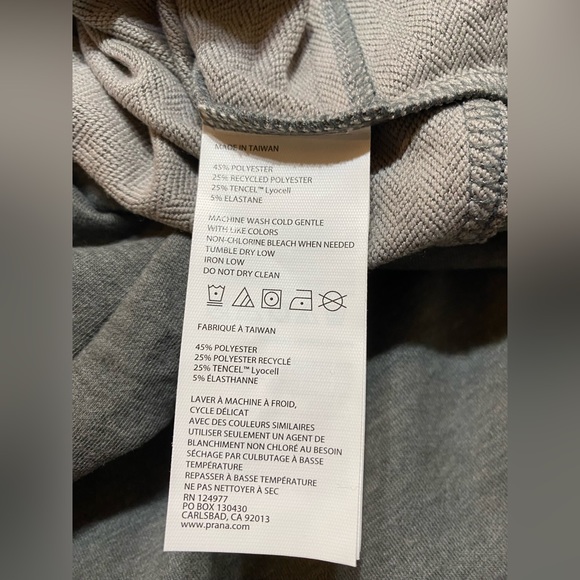 MADE IN TAIWAN
45% POLYESTER
25% RECYCLED POLYESTER
25% TENCEL™ Lyocell
5% ELASTANE
MACHINE WASH COLD GENTLE
WITH LIKE COLORS
NON-CHLORINE BLEACH WHEN NEEDED
TUMBLE DRY LOW
IRON LOW
DO NOT DRY CLEAN
FABRIQUÉ À TAIWAN
45% POLYESTER
25% POLYESTER RECYCLÉ
25% TENCEL™ Lyocell
5% ÉLASTHANNE
LAVER À MACHINE À FROID,
CYCLE DÉLICAT
AVEC DES COULEURS SIMILAIRES
UTILISER SEULEMENT UN AGENT DE
BLANCHIMENT NON CHLORÉ AU BESOIN
SÉCHAGE PAR CULBUTAGE À BASSE
TEMPÉRATURE
REPASSER À BASSE TEMPÉRATURE
NE PAS NETTOYER À SEC
RN 124977
PO BOX 130430
CARLSBAD, CA 92013
www.prana.com